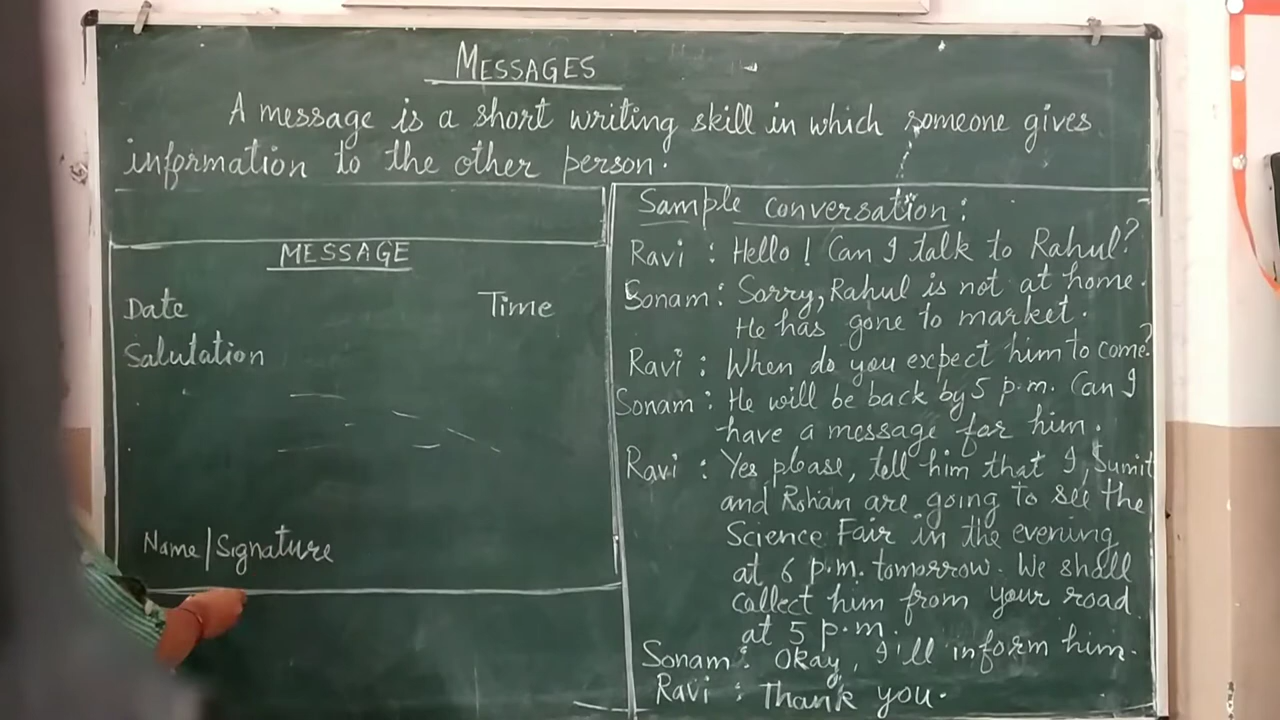 MESSAGES
A message is a short writing skill in which someone gives
information to the other person.
MESSAGE
Date Time
Salutation
Name/Signature
Sample conversation:
Ravi : Hello! Can I talk to Rahul?
Sonam : Sorry, Rahul is not at home.
He has gone to market.
Ravi : When do you expect him to come?
Sonam : He will be back by 5 p.m. Can I
have a message for him.
Ravi : Yes please, tell him that I, Sumit
and Rohan are going to see the
Science Fair in the evening
at 6 p.m. tomorrow. We shall
collect him from your road
at 5 p.m.
Sonam : Okay, I'll inform him.
Ravi : Thank you.